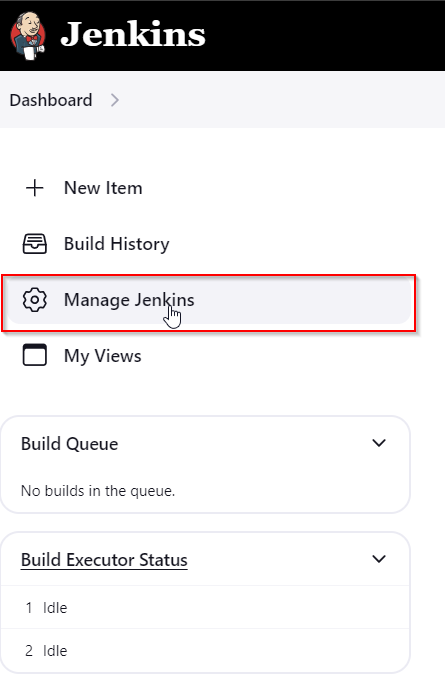 Jenkins
Dashboard
New Item
Build History
Manage Jenkins
My Views
Build Queue
No builds in the queue.
Build Executor Status
1 Idle
2 Idle